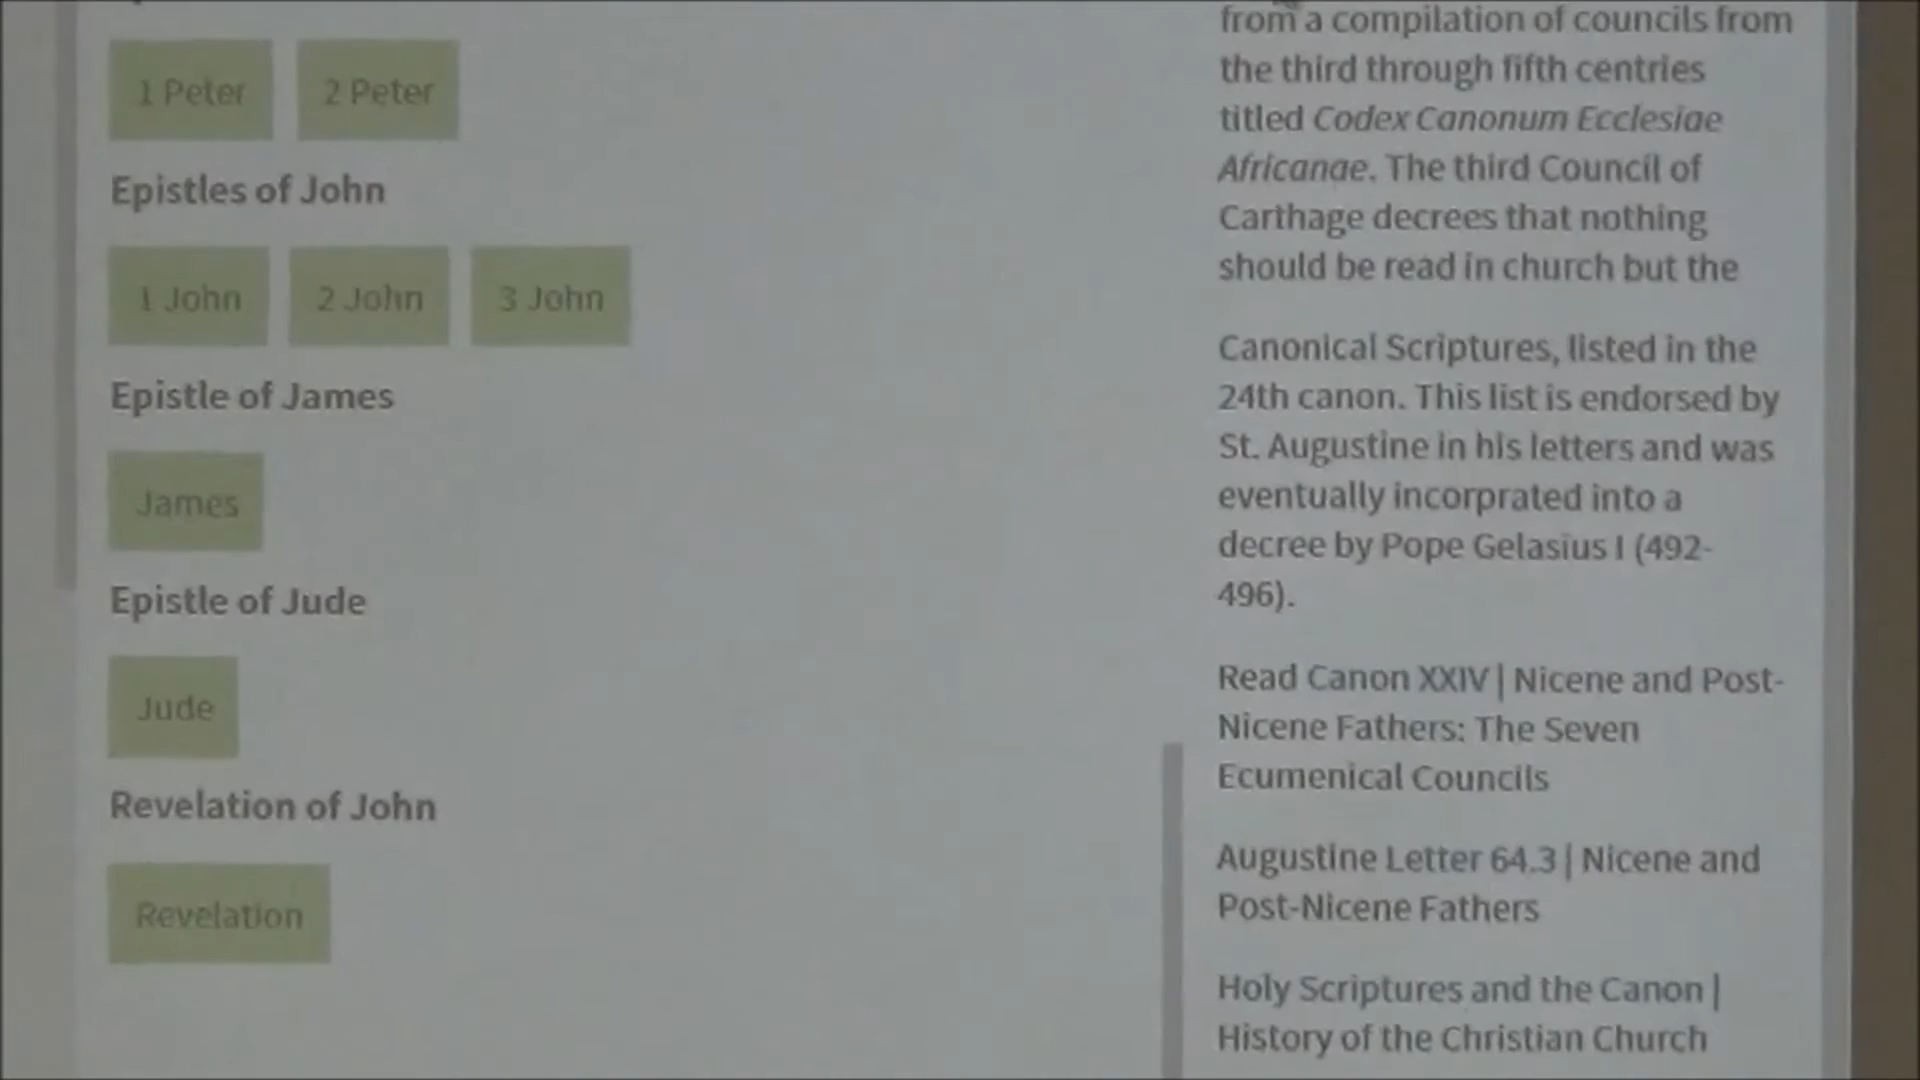 1 Peter 2 Peter
Epistles of John
1 John 2 John 3 John
Epistle of James
James
Epistle of Jude
Jude
Revelation of John
Revelation
from a compilation of councils from
the third through fifth centries
titled Codex Canonum Ecclesiae
Africanae. The third Council of
Carthage decrees that nothing
should be read in church but the
Canonical Scriptures, listed in the
24th canon. This list is endorsed by
St. Augustine in his letters and was
eventually incorprated into a
decree by Pope Gelasius I (492-
496).
Read Canon XXIV | Nicene and Post-
Nicene Fathers: The Seven
Ecumenical Councils
Augustine Letter 64.3 | Nicene and
Post-Nicene Fathers
Holy Scriptures and the Canon |
History of the Christian Church